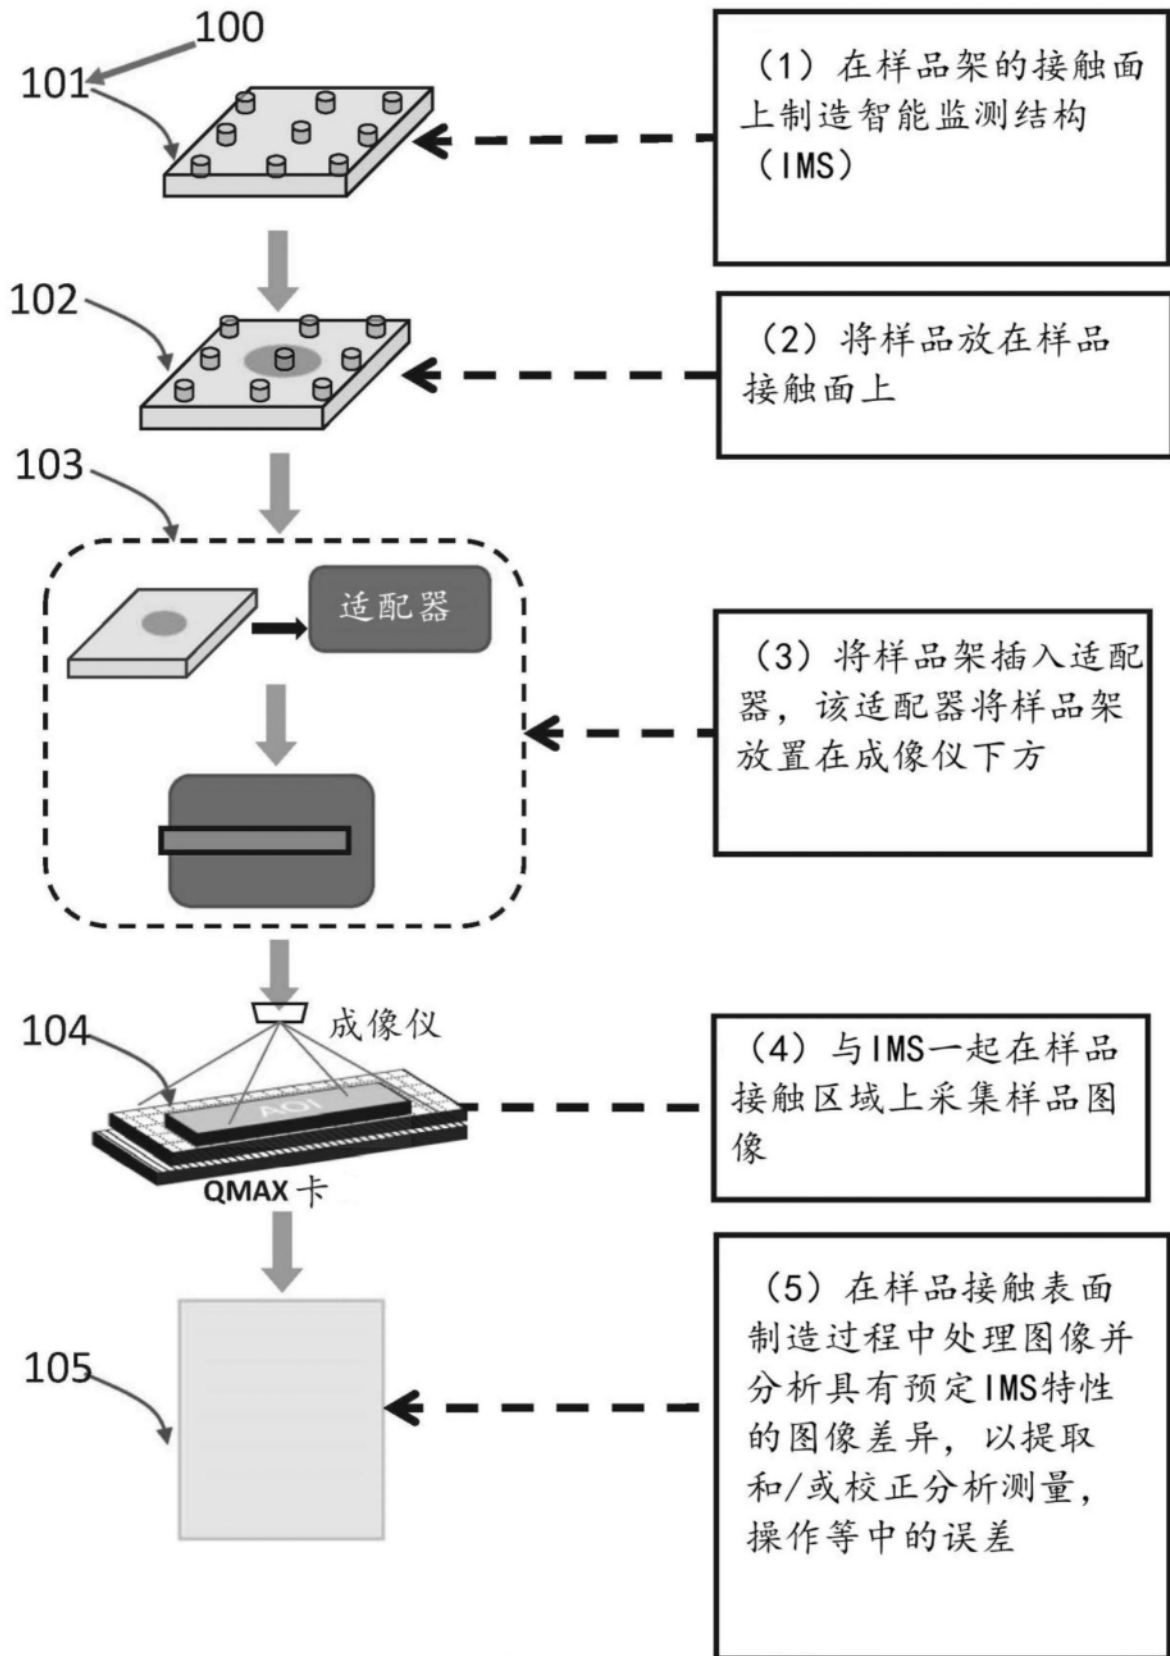 100
101
（1）在样品架的接触面
上制造智能监测结构
（IMS）
102
（2）将样品放在样品
接触面上
103
适配器
（3）将样品架插入适配
器，该适配器将样品架
放置在成像仪下方
104
成像仪
AOI
QMAX 卡
（4）与IMS一起在样品
接触区域上采集样品图
像
105
（5）在样品接触表面
制造过程中处理图像并
分析具有预定IMS特性
的图像差异，以提取
和/或校正分析测量，
操作等中的误差